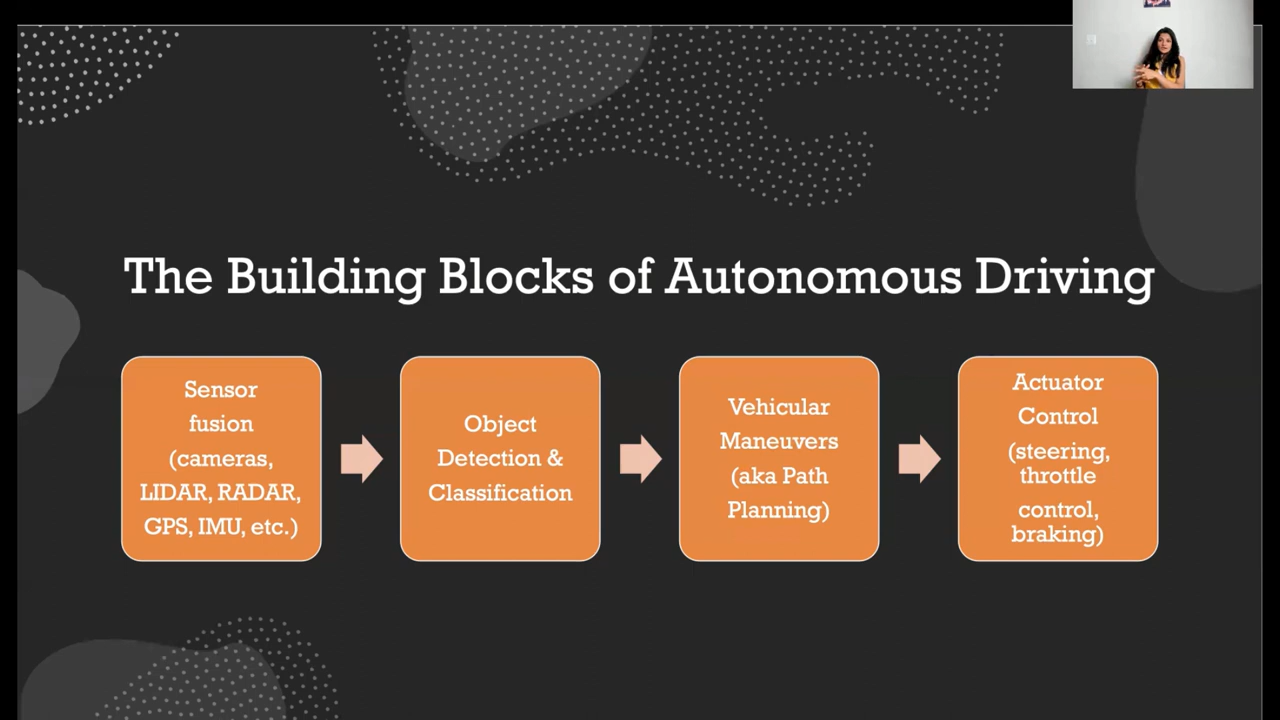 The Building Blocks of Autonomous Driving
Sensor
fusion
(cameras,
LIDAR, RADAR,
GPS, IMU, etc.)
Object
Detection &
Classification
Vehicular
Maneuvers
(aka Path
Planning)
Actuator
Control
(steering,
throttle
control,
braking)